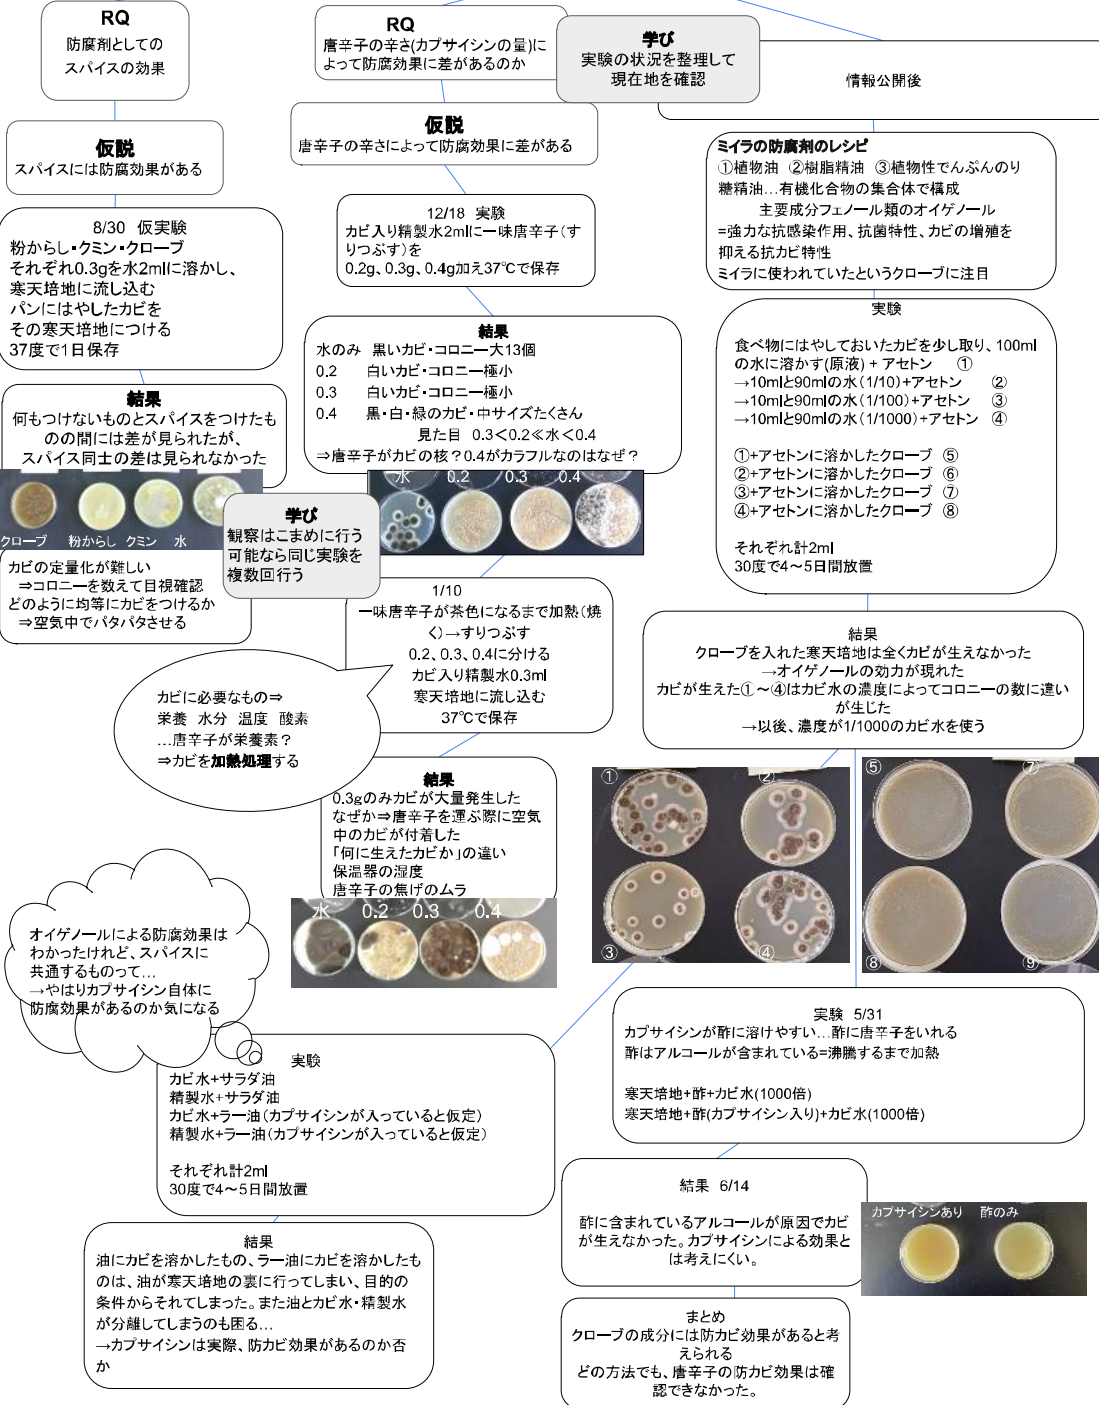 RQ
防腐剤としての
スパイスの効果
仮説
スパイスには防腐効果がある
8/30 仮実験
粉からし・クミン・クローブ
それぞれ0.3gを水2mlに溶かし、
寒天培地に流し込む
パンにはやしたカビを
その寒天培地につける
37度で1日保存
結果
何もつけないものとスパイスをつけたも
のの間には差が見られたが、
スパイス同士の差は見られなかった
クローブ 粉からし クミン 水
カビの定量化が難しい
⇒コロニーを数えて目視確認
どのように均等にカビをつけるか
⇒空気中でパタパタさせる
学び
観察はこまめに行う
可能なら同じ実験を
複数回行う
RQ
唐辛子の辛さ(カプサイシンの量)に
よって防腐効果に差があるのか
仮説
唐辛子の辛さによって防腐効果に差がある
12/18 実験
カビ入り精製水2mlに一味唐辛子(す
りつぶす)を
0.2g、0.3g、0.4g加え37℃で保存
結果
水のみ 黒いカビ・コロニー大13個
0.2 白いカビ・コロニー極小
0.3 白いカビ・コロニー極小
0.4 黒・白・緑のカビ・中サイズたくさん
見た目 0.3<0.2≪水<0.4
⇒唐辛子がカビの核？0.4がカラフルなのはなぜ？
水 0.2 0.3 0.4
1/10
一味唐辛子が茶色になるまで加熱(焼
く)→すりつぶす
0.2、0.3、0.4に分ける
カビ入り精製水0.3ml
寒天培地に流し込む
37℃で保存
カビに必要なもの⇒
栄養 水分 温度 酸素
…唐辛子が栄養素？
⇒カビを加熱処理する
結果
0.3gのみカビが大量発生した
なぜか⇒唐辛子を運ぶ際に空気
中のカビが付着した
「何に生えたカビか」の違い
保温器の湿度
唐辛子の焦げのムラ
水 0.2 0.3 0.4
学び
実験の状況を整理して
現在地を確認
情報公開後
ミイラの防腐剤のレシピ
①植物油 ②樹脂精油 ③植物性でんぷんのり
糖精油…有機化合物の集合体で構成
主要成分フェノール類のオイゲノール
=強力な抗感染作用、抗菌特性、カビの増殖を
抑える抗カビ特性
ミイラに使われていたというクローブに注目
実験
食べ物にはやしておいたカビを少し取り、100ml
の水に溶かす(原液) + アセトン ①
→10mlと90mlの水(1/10)+アセトン ②
→10mlと90mlの水(1/100)+アセトン ③
→10mlと90mlの水(1/1000)+アセトン ④
①+アセトンに溶かしたクローブ ⑤
②+アセトンに溶かしたクローブ ⑥
③+アセトンに溶かしたクローブ ⑦
④+アセトンに溶かしたクローブ ⑧
それぞれ計2ml
30度で4～5日間放置
結果
クローブを入れた寒天培地は全くカビが生えなかった
→オイゲノールの効力が現れた
カビが生えた①～④はカビ水の濃度によってコロニーの数に違い
が生じた
→以後、濃度が1/1000のカビ水を使う
① ②
③ ④
⑤ ⑦
⑧ ⑨
オイゲノールによる防腐効果は
わかったけれど、スパイスに
共通するものって…
→やはりカプサイシン自体に
防腐効果があるのか気になる
実験
カビ水+サラダ油
精製水+サラダ油
カビ水+ラー油(カプサイシンが入っていると仮定)
精製水+ラー油(カプサイシンが入っていると仮定)
それぞれ計2ml
30度で4～5日間放置
結果
油にカビを溶かしたもの、ラー油にカビを溶かしたも
のは、油が寒天培地の裏に行ってしまい、目的の
条件からそれてしまった。また油とカビ水・精製水
が分離してしまうのも困る…
→カプサイシンは実際、防カビ効果があるのか否
か
実験 5/31
カプサイシンが酢に溶けやすい…酢に唐辛子をいれる
酢はアルコールが含まれている=沸騰するまで加熱
寒天培地+酢+カビ水(1000倍)
寒天培地+酢(カプサイシン入り)+カビ水(1000倍)
結果 6/14
酢に含まれているアルコールが原因でカビ
が生えなかった。カプサイシンによる効果と
は考えにくい。
カプサイシンあり 酢のみ
まとめ
クローブの成分には防カビ効果があると考
えられる
どの方法でも、唐辛子の防カビ効果は確
認できなかった。